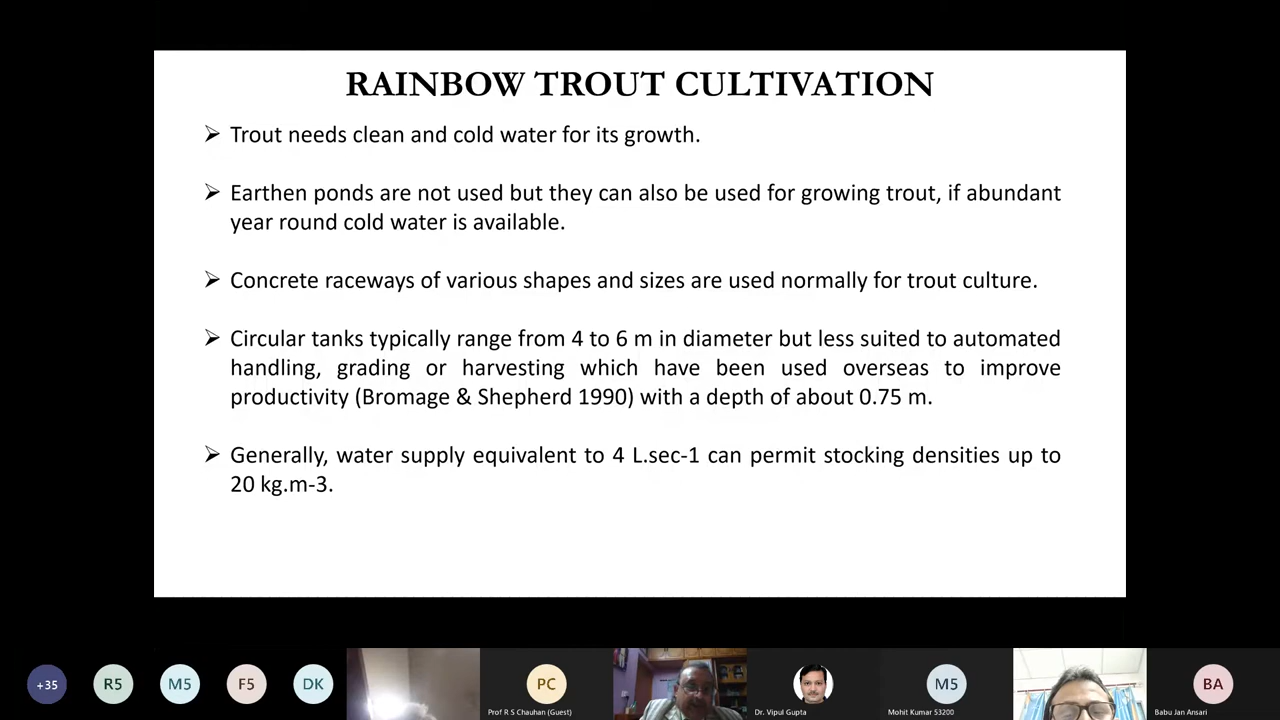 RAINBOW TROUT CULTIVATION
➢ Trout needs clean and cold water for its growth.
➢ Earthen ponds are not used but they can also be used for growing trout, if abundant
year round cold water is available.
➢ Concrete raceways of various shapes and sizes are used normally for trout culture.
➢ Circular tanks typically range from 4 to 6 m in diameter but less suited to automated
handling, grading or harvesting which have been used overseas to improve
productivity (Bromage & Shepherd 1990) with a depth of about 0.75 m.
➢ Generally, water supply equivalent to 4 L.sec-1 can permit stocking densities up to
20 kg.m-3.
+35 R5 M5 F5 DK PC M5 BA
Prof R S Chauhan (Guest) Dr. Vipul Gupta Mohit Kumar 53200 Babu Jan Ansari